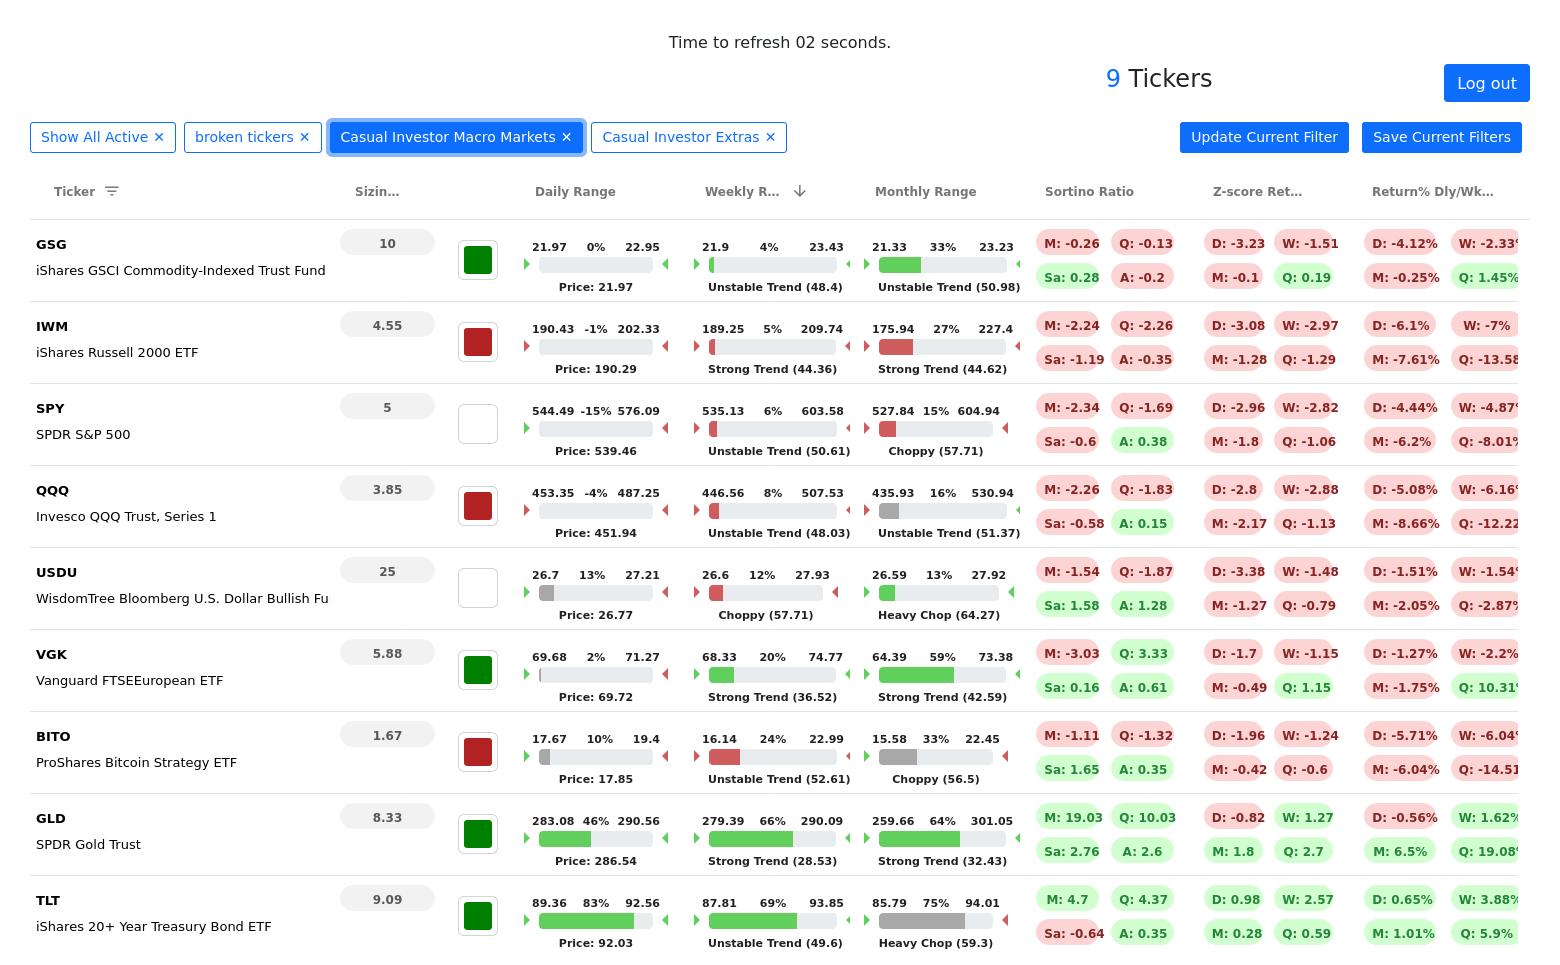 Time to refresh 02 seconds.
9 Tickers
Log out
Show All Active ✕ broken tickers ✕ Casual Investor Macro Markets ✕ Casual Investor Extras ✕ Update Current Filter Save Current Filters
Ticker Sizin... Daily Range Weekly R... Monthly Range Sortino Ratio Z-score Ret... Return% Dly/Wk...
GSG 10 21.97 0% 22.95 21.9 4% 23.43 21.33 33% 23.23 M: -0.26 Q: -0.13 D: -3.23 W: -1.51 D: -4.12% W: -2.33%
iShares GSCI Commodity-Indexed Trust Fund Sa: 0.28 A: -0.2 M: -0.1 Q: 0.19 M: -0.25% Q: 1.45%
Price: 21.97 Unstable Trend (48.4) Unstable Trend (50.98)
IWM 4.55 190.43 -1% 202.33 189.25 5% 209.74 175.94 27% 227.4 M: -2.24 Q: -2.26 D: -3.08 W: -2.97 D: -6.1% W: -7%
iShares Russell 2000 ETF Sa: -1.19 A: -0.35 M: -1.28 Q: -1.29 M: -7.61% Q: -13.58
Price: 190.29 Strong Trend (44.36) Strong Trend (44.62)
SPY 5 544.49 -15% 576.09 535.13 6% 603.58 527.84 15% 604.94 M: -2.34 Q: -1.69 D: -2.96 W: -2.82 D: -4.44% W: -4.87%
SPDR S&P 500 Sa: -0.6 A: 0.38 M: -1.8 Q: -1.06 M: -6.2% Q: -8.01%
Price: 539.46 Unstable Trend (50.61) Choppy (57.71)
QQQ 3.85 453.35 -4% 487.25 446.56 8% 507.53 435.93 16% 530.94 M: -2.26 Q: -1.83 D: -2.8 W: -2.88 D: -5.08% W: -6.16%
Invesco QQQ Trust, Series 1 Sa: -0.58 A: 0.15 M: -2.17 Q: -1.13 M: -8.66% Q: -12.22
Price: 451.94 Unstable Trend (48.03) Unstable Trend (51.37)
USDU 25 26.7 13% 27.21 26.6 12% 27.93 26.59 13% 27.92 M: -1.54 Q: -1.87 D: -3.38 W: -1.48 D: -1.51% W: -1.54%
WisdomTree Bloomberg U.S. Dollar Bullish Fu Sa: 1.58 A: 1.28 M: -1.27 Q: -0.79 M: -2.05% Q: -2.87%
Price: 26.77 Choppy (57.71) Heavy Chop (64.27)
VGK 5.88 69.68 2% 71.27 68.33 20% 74.77 64.39 59% 73.38 M: -3.03 Q: 3.33 D: -1.7 W: -1.15 D: -1.27% W: -2.2%
Vanguard FTSEEuropean ETF Sa: 0.16 A: 0.61 M: -0.49 Q: 1.15 M: -1.75% Q: 10.31%
Price: 69.72 Strong Trend (36.52) Strong Trend (42.59)
BITO 1.67 17.67 10% 19.4 16.14 24% 22.99 15.58 33% 22.45 M: -1.11 Q: -1.32 D: -1.96 W: -1.24 D: -5.71% W: -6.04%
ProShares Bitcoin Strategy ETF Sa: 1.65 A: 0.35 M: -0.42 Q: -0.6 M: -6.04% Q: -14.51
Price: 17.85 Unstable Trend (52.61) Choppy (56.5)
GLD 8.33 283.08 46% 290.56 279.39 66% 290.09 259.66 64% 301.05 M: 19.03 Q: 10.03 D: -0.82 W: 1.27 D: -0.56% W: 1.62%
SPDR Gold Trust Sa: 2.76 A: 2.6 M: 1.8 Q: 2.7 M: 6.5% Q: 19.08%
Price: 286.54 Strong Trend (28.53) Strong Trend (32.43)
TLT 9.09 89.36 83% 92.56 87.81 69% 93.85 85.79 75% 94.01 M: 4.7 Q: 4.37 D: 0.98 W: 2.57 D: 0.65% W: 3.88%
iShares 20+ Year Treasury Bond ETF Sa: -0.64 A: 0.35 M: 0.28 Q: 0.59 M: 1.01% Q: 5.9%
Price: 92.03 Unstable Trend (49.6) Heavy Chop (59.3)